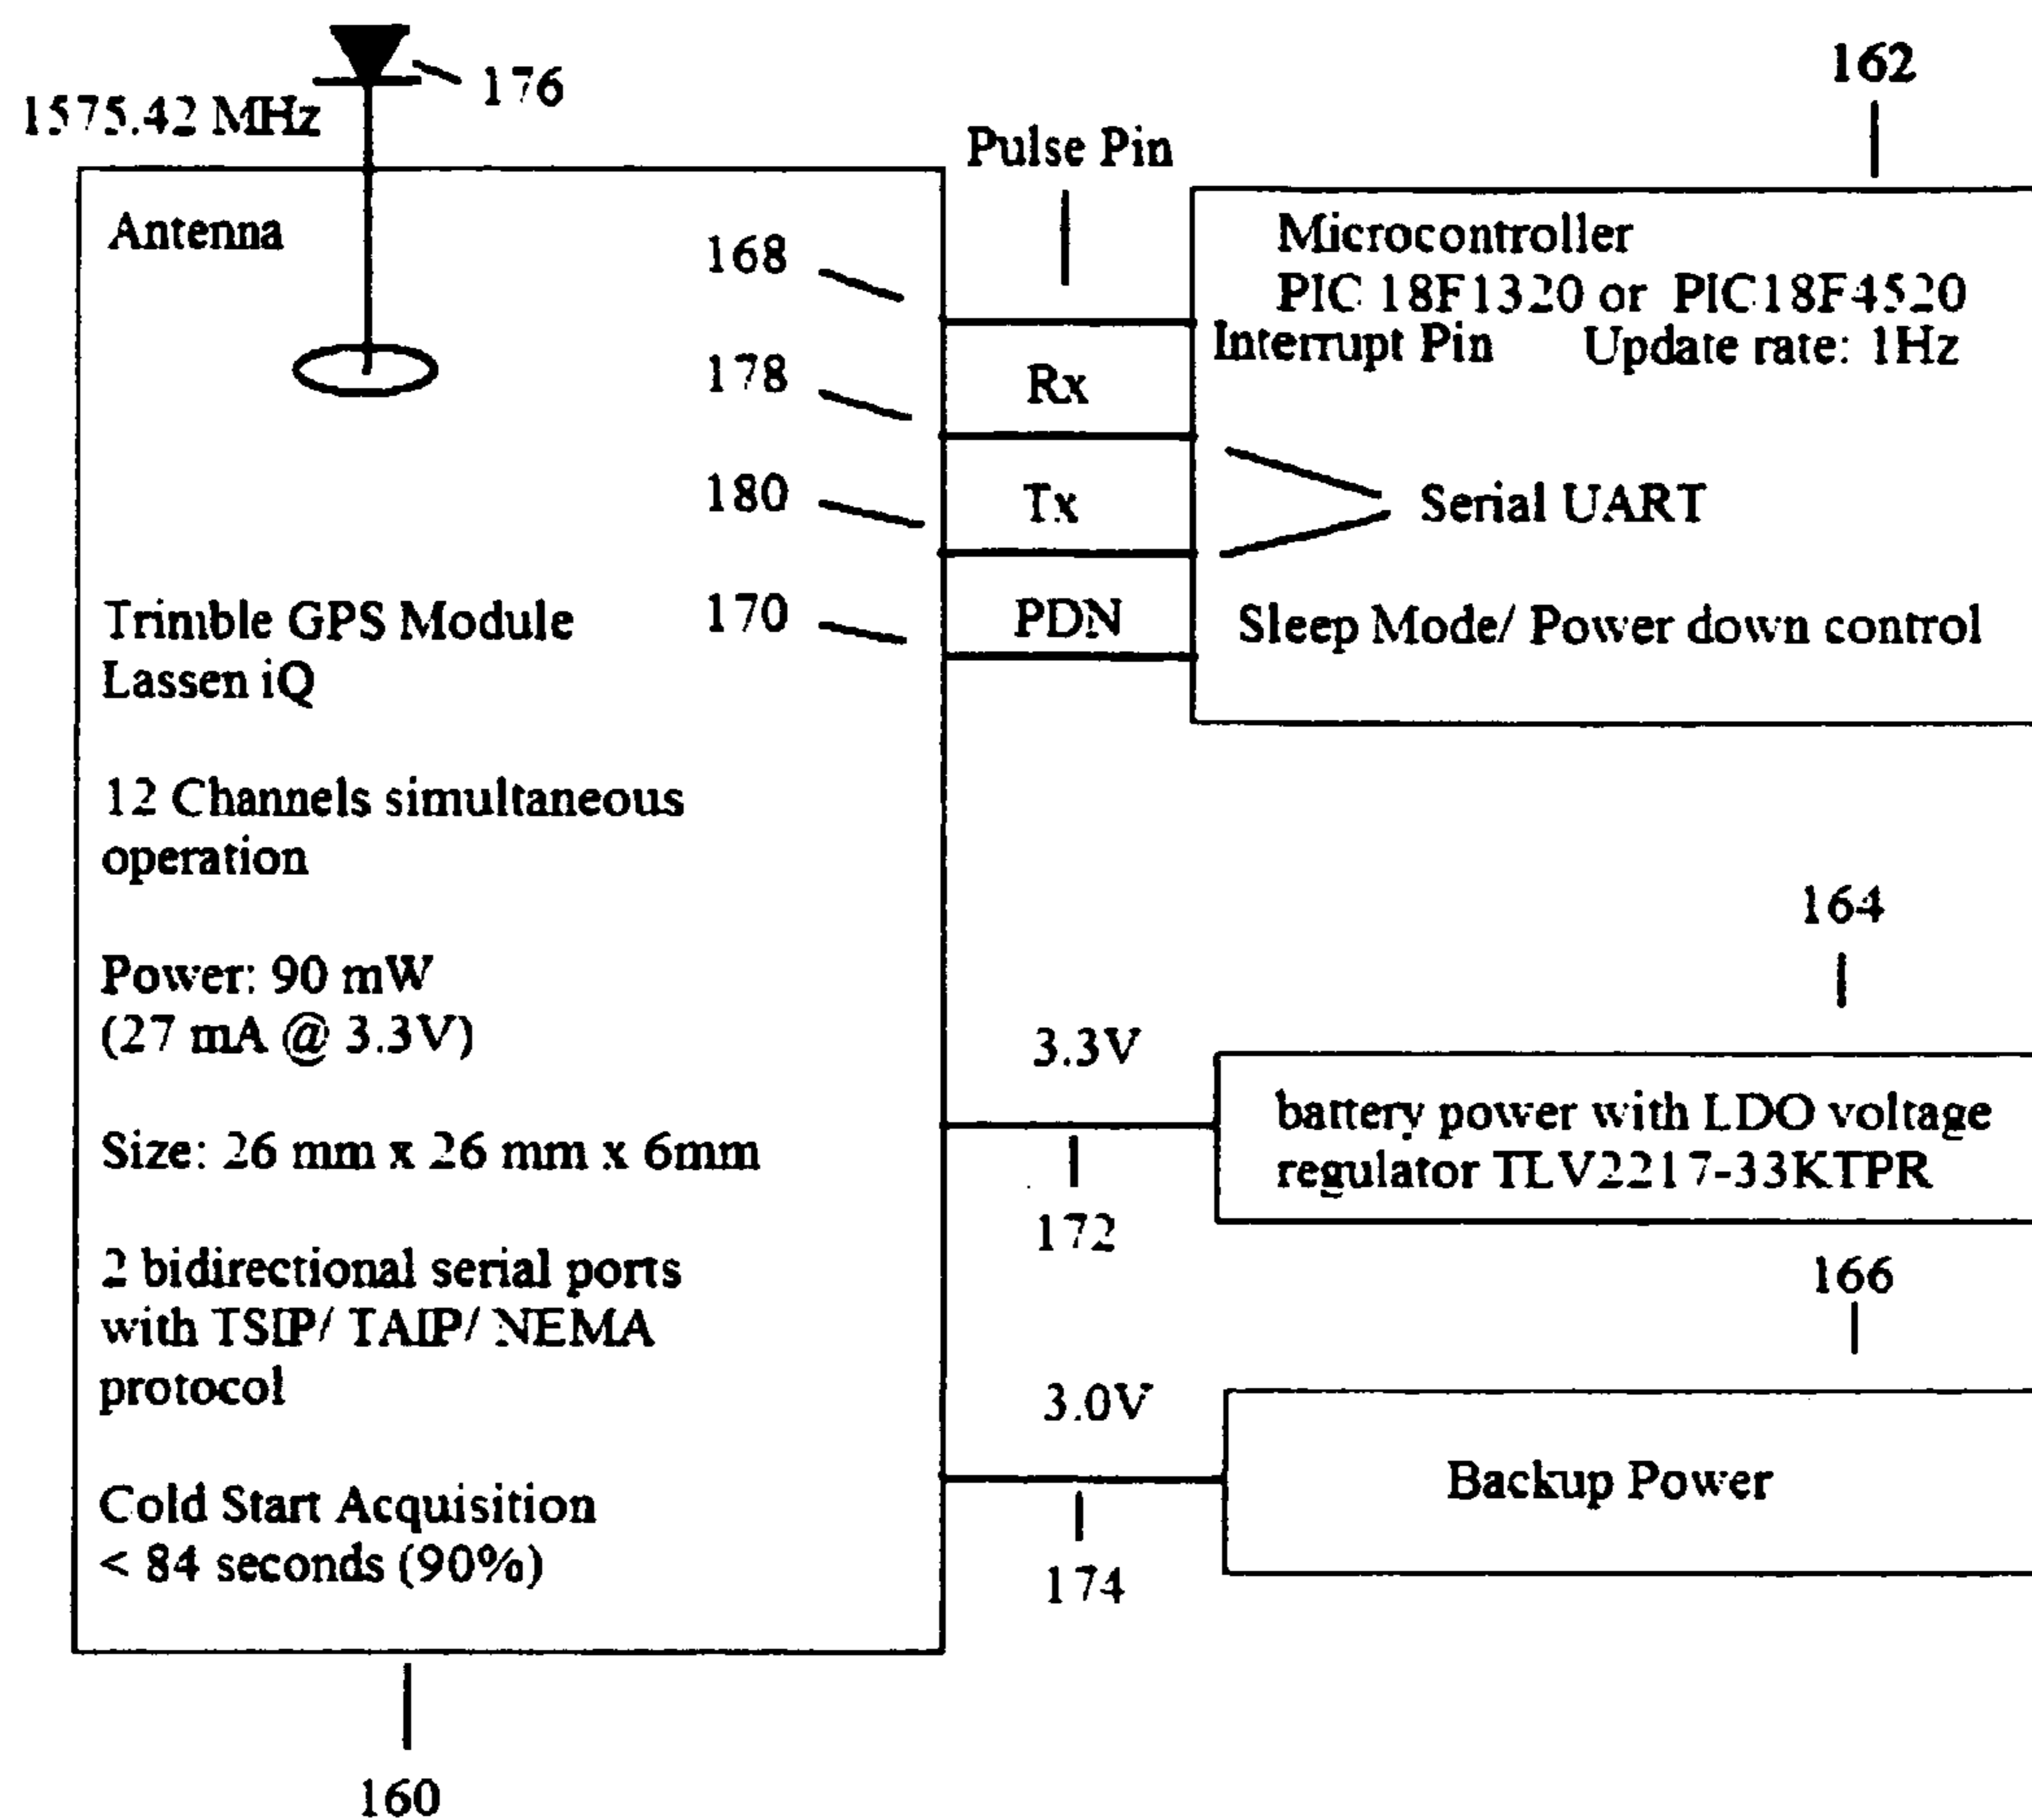 176
1575.42 MHz
162
Pulse Pin
Antenna
168
Microcontroller
PIC 18F1320 or PIC18F4520
Interrupt Pin Update rate: 1Hz
178
Rx
180
Tx
Serial UART
170
PDN
Sleep Mode/ Power down control
Trimble GPS Module
Lassen iQ
12 Channels simultaneous
operation
Power: 90 mW
(27 mA @ 3.3V)
Size: 26 mm x 26 mm x 6mm
2 bidirectional serial ports
with TSIP/ TAIP/ NEMA
protocol
Cold Start Acquisition
< 84 seconds (90%)
164
3.3V
battery power with LDO voltage
regulator TLV2217-33KTPR
172
166
3.0V
Backup Power
174
160